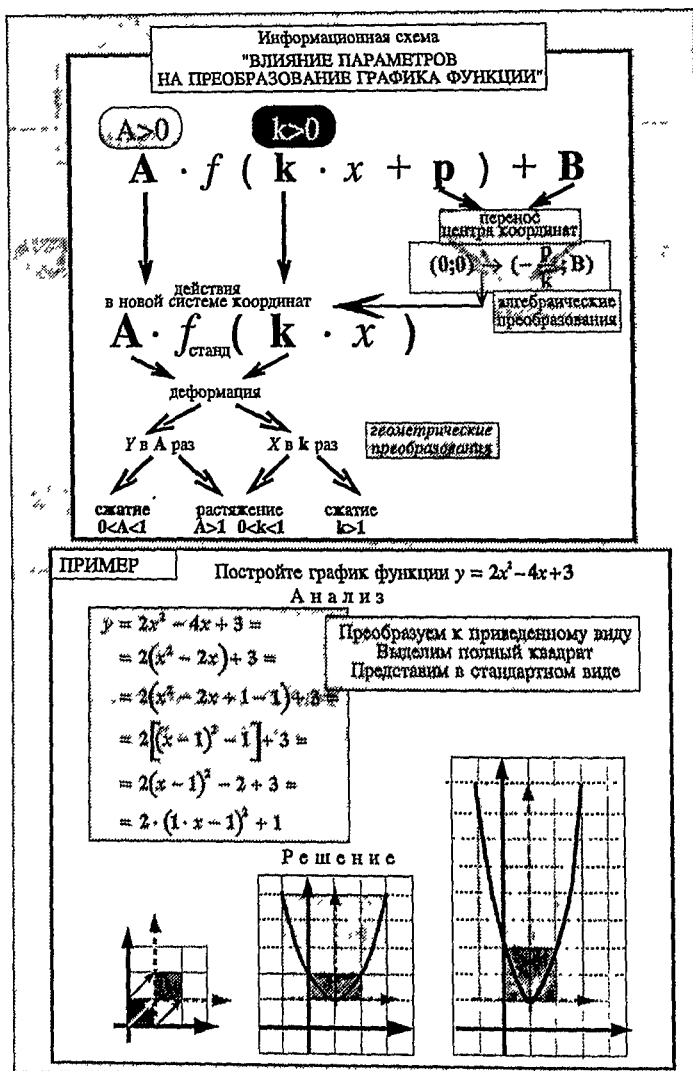 Информационная схема
"ВЛИЯНИЕ ПАРАМЕТРОВ
НА ПРЕОБРАЗОВАНИЕ ГРАФИКА ФУНКЦИИ"
A>0 k>0
A · f ( k · x + p ) + B
перенос
центра координат
(0;0) → (-p/k;B)
действия
в новой системе координат
алгебраические
преобразования
A · f станд ( k · x )
деформация
Y в A раз X в k раз
геометрические
преобразования
сжатие растяжение сжатие
0<A<1 A>1 0<k<1 k>1
ПРИМЕР
Постройте график функции y = 2x²-4x+3
Анализ
y = 2x² - 4x + 3 =
= 2(x² - 2x) + 3 =
= 2(x² - 2x + 1 - 1) + 3 =
= 2[(x - 1)² - 1] + 3 =
= 2(x - 1)² - 2 + 3 =
= 2 · (1 · x - 1)² + 1
Преобразуем к приведенному виду
Выделим полный квадрат
Представим в стандартном виде
Решение